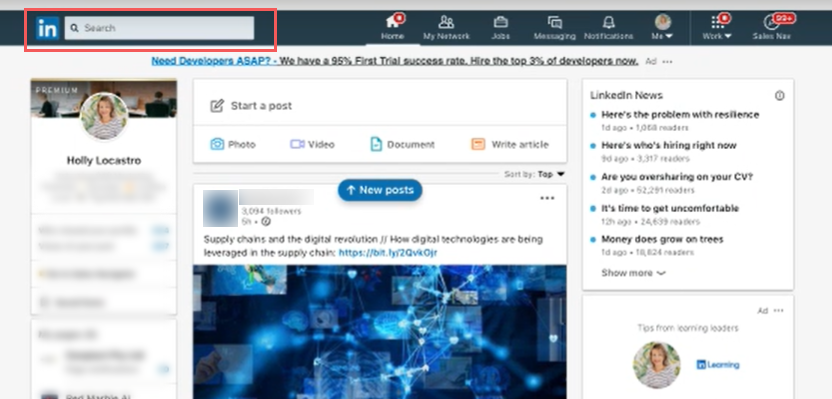 in
Search
Home
My Network
Jobs
Messaging
Notifications
Me
Work
Sales Nav
Need Developers ASAP? - We have a 95% First Trial success rate. Hire the top 3% of developers now. Ad
PREMIUM
Holly Locastro
Start a post
Photo
Video
Document
Write article
Sort by: Top
New posts
3,094 followers
5h
Supply chains and the digital revolution // How digital technologies are being
leveraged in the supply chain: https://bit.ly/2QvkOjr
LinkedIn News
Here's the problem with resilience
1d ago • 1,068 readers
Here's who's hiring right now
9d ago • 3,317 readers
Are you oversharing on your CV?
2d ago • 52,291 readers
It's time to get uncomfortable
12h ago • 24,639 readers
Money does grow on trees
1d ago • 18,824 readers
Show more
Ad
Tips from learning leaders
in Learning